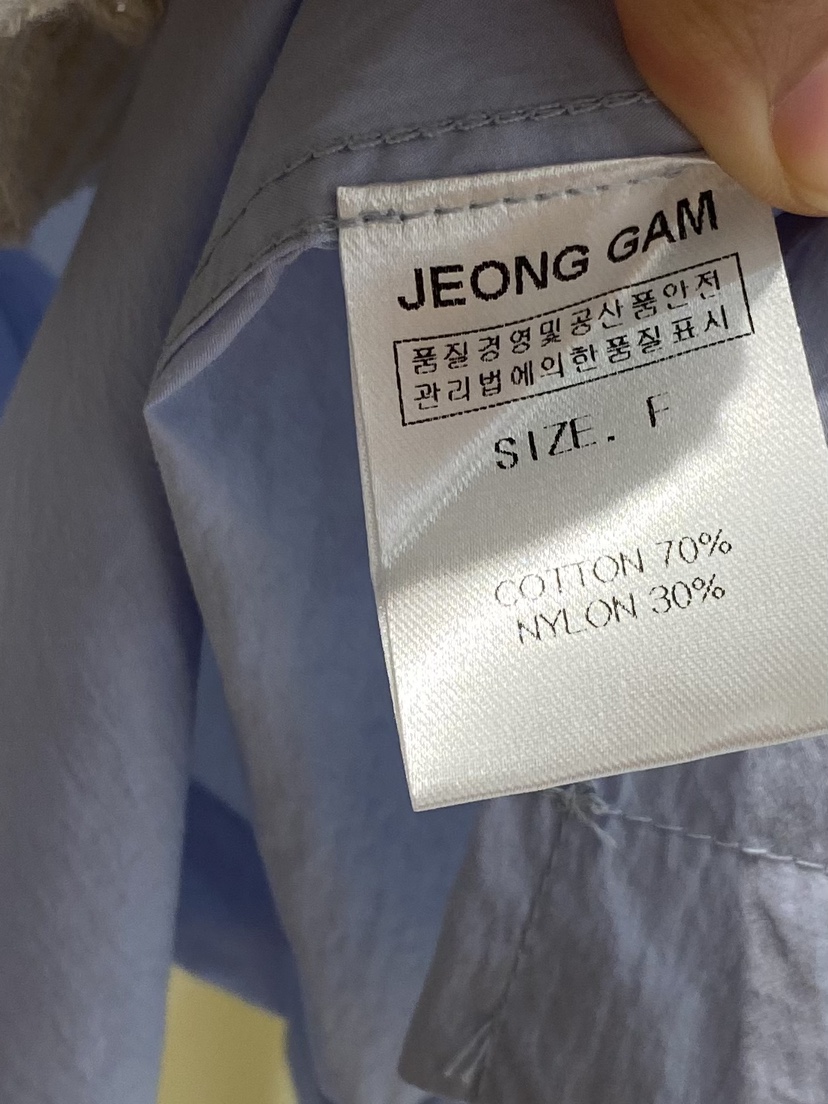 JEONG GAM
품질경영및공산품안전
관리법에의한품질표시
SIZE. F
COTTON 70%
NYLON 30%